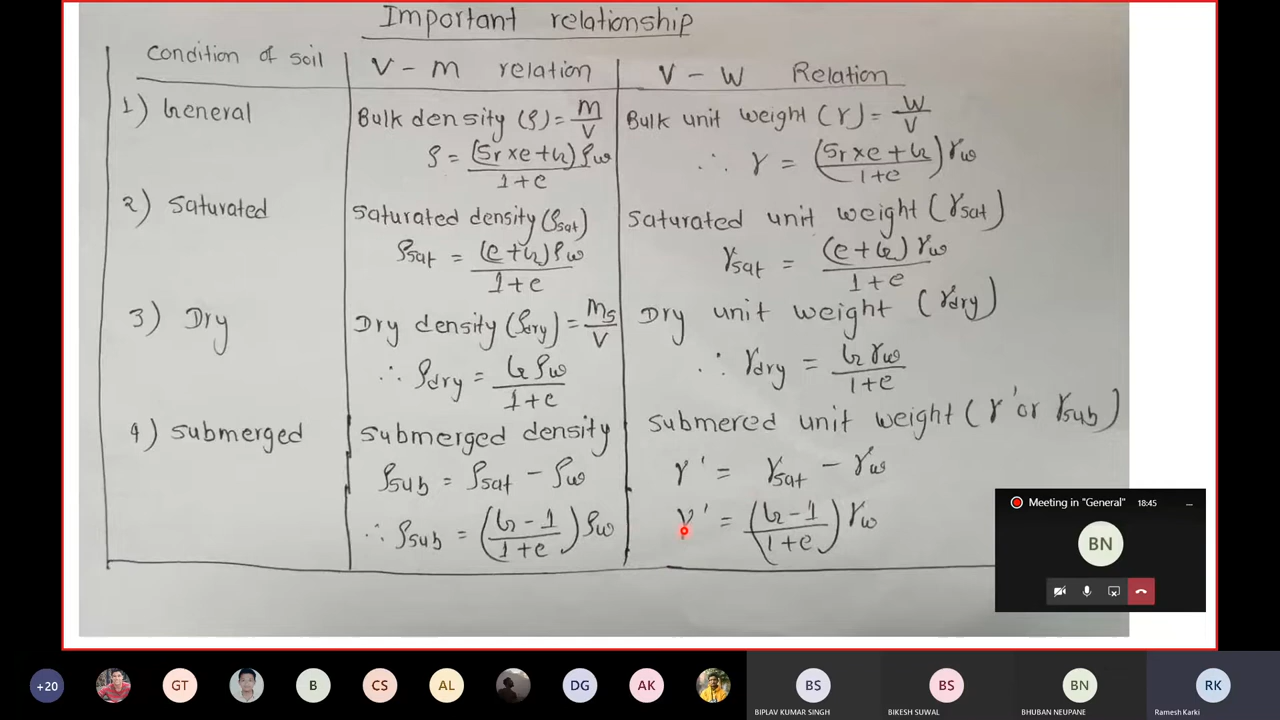 Important relationship
Condition of soil | V - M relation | V - W Relation
1) General | Bulk density (ρ) = M/V | Bulk unit weight (γ) = W/V
ρ = (Sr×e+G)ρw / 1+e | ∴ γ = (Sr×e+G / 1+e) γw
2) Saturated | Saturated density (ρsat) | Saturated unit weight (γsat)
ρsat = (e+G)ρw / 1+e | γsat = (e+G)γw / 1+e
3) Dry | Dry density (ρdry) = Ms/V | Dry unit weight (γdry)
∴ ρdry = Gρw / 1+e | ∴ γdry = Gγw / 1+e
4) Submerged | Submerged density | Submered unit weight (γ' or γsub)
ρsub = ρsat - ρw | γ' = γsat - γw
∴ ρsub = (G-1 / 1+e) ρw | γ' = (G-1 / 1+e) γw
Meeting in "General" 18:45 ...
BN
+20 GT B CS AL DG AK BS BS BN RK
BIPLAV KUMAR SINGH BIKESH SUWAL BHUBAN NEUPANE Ramesh Karki